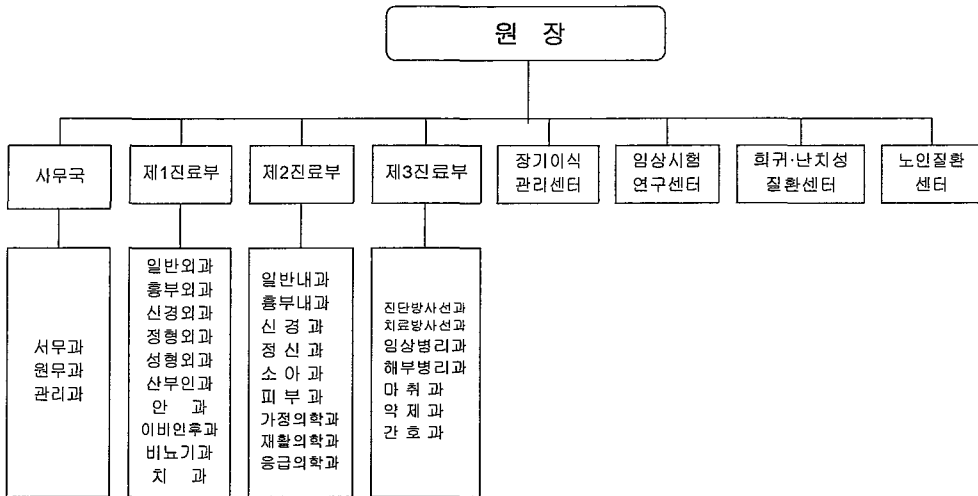 원 장
사무국
제1진료부
제2진료부
제3진료부
장기이식
관리센터
임상시험
연구센터
희귀·난치성
질환센터
노인질환
센터
서무과
원무과
관리과
일반외과
흉부외과
신경외과
정형외과
성형외과
산부인과
안 과
이비인후과
비뇨기과
치 과
일반내과
흉부내과
신 경 과
정 신 과
소 아 과
피 부 과
가정의학과
재활의학과
응급의학과
진단방사선과
치료방사선과
임상병리과
해부병리과
마 취 과
약 제 과
간 호 과